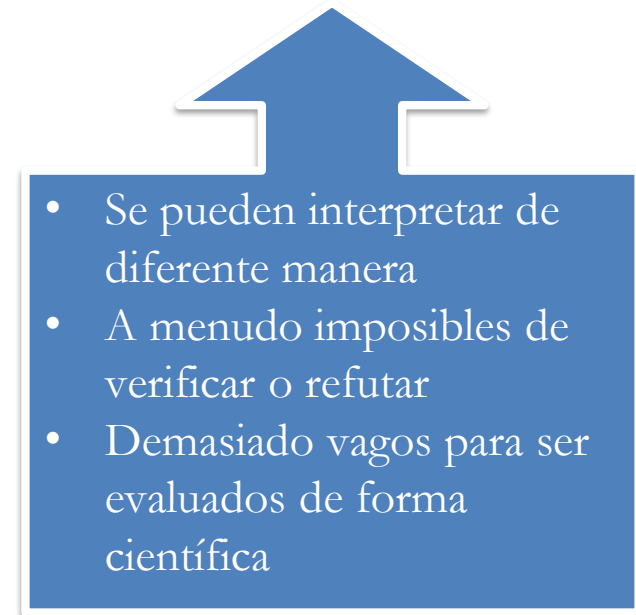 • Se pueden interpretar de
diferente manera
• A menudo imposibles de
verificar o refutar
• Demasiado vagos para ser
evaluados de forma
científica